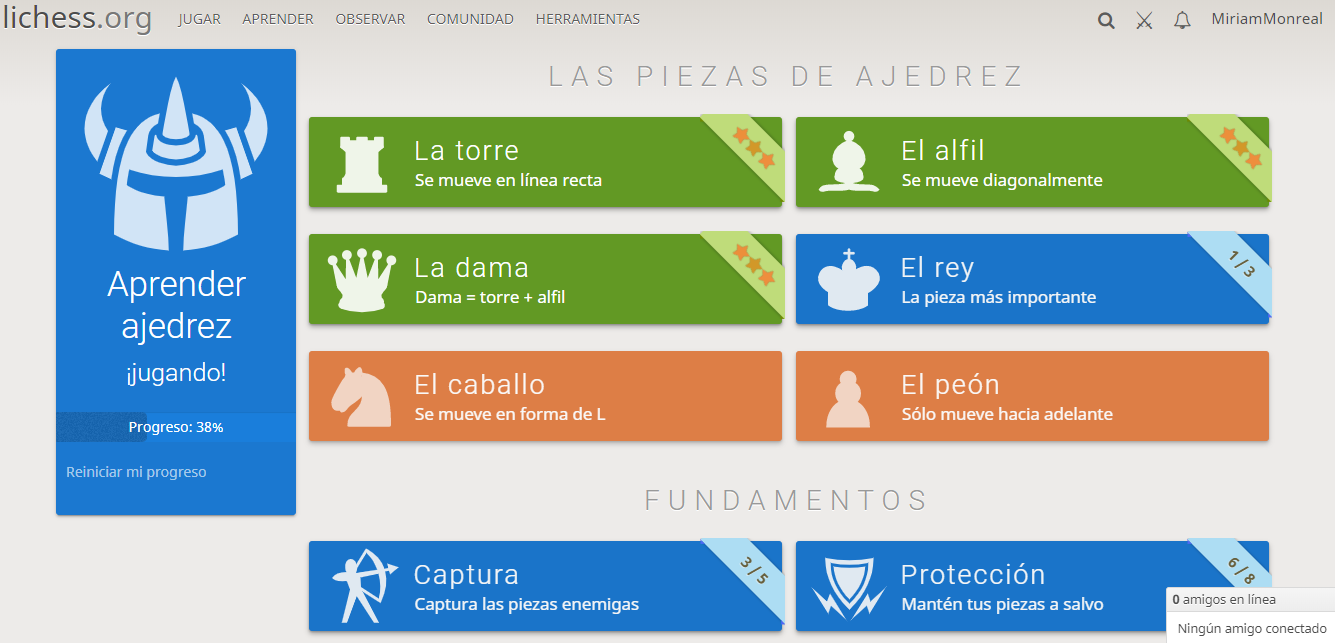 lichess.org JUGAR APRENDER OBSERVAR COMUNIDAD HERRAMIENTAS MiriamMonreal
Aprender
ajedrez
¡jugando!
Progreso: 38%
Reiniciar mi progreso
LAS PIEZAS DE AJEDREZ
La torre
Se mueve en línea recta
El alfil
Se mueve diagonalmente
La dama
Dama = torre + alfil
El rey
La pieza más importante
1 / 3
El caballo
Se mueve en forma de L
El peón
Sólo mueve hacia adelante
FUNDAMENTOS
Captura
Captura las piezas enemigas
3 / 5
Protección
Mantén tus piezas a salvo
6 / 8
0 amigos en línea
Ningún amigo conectado